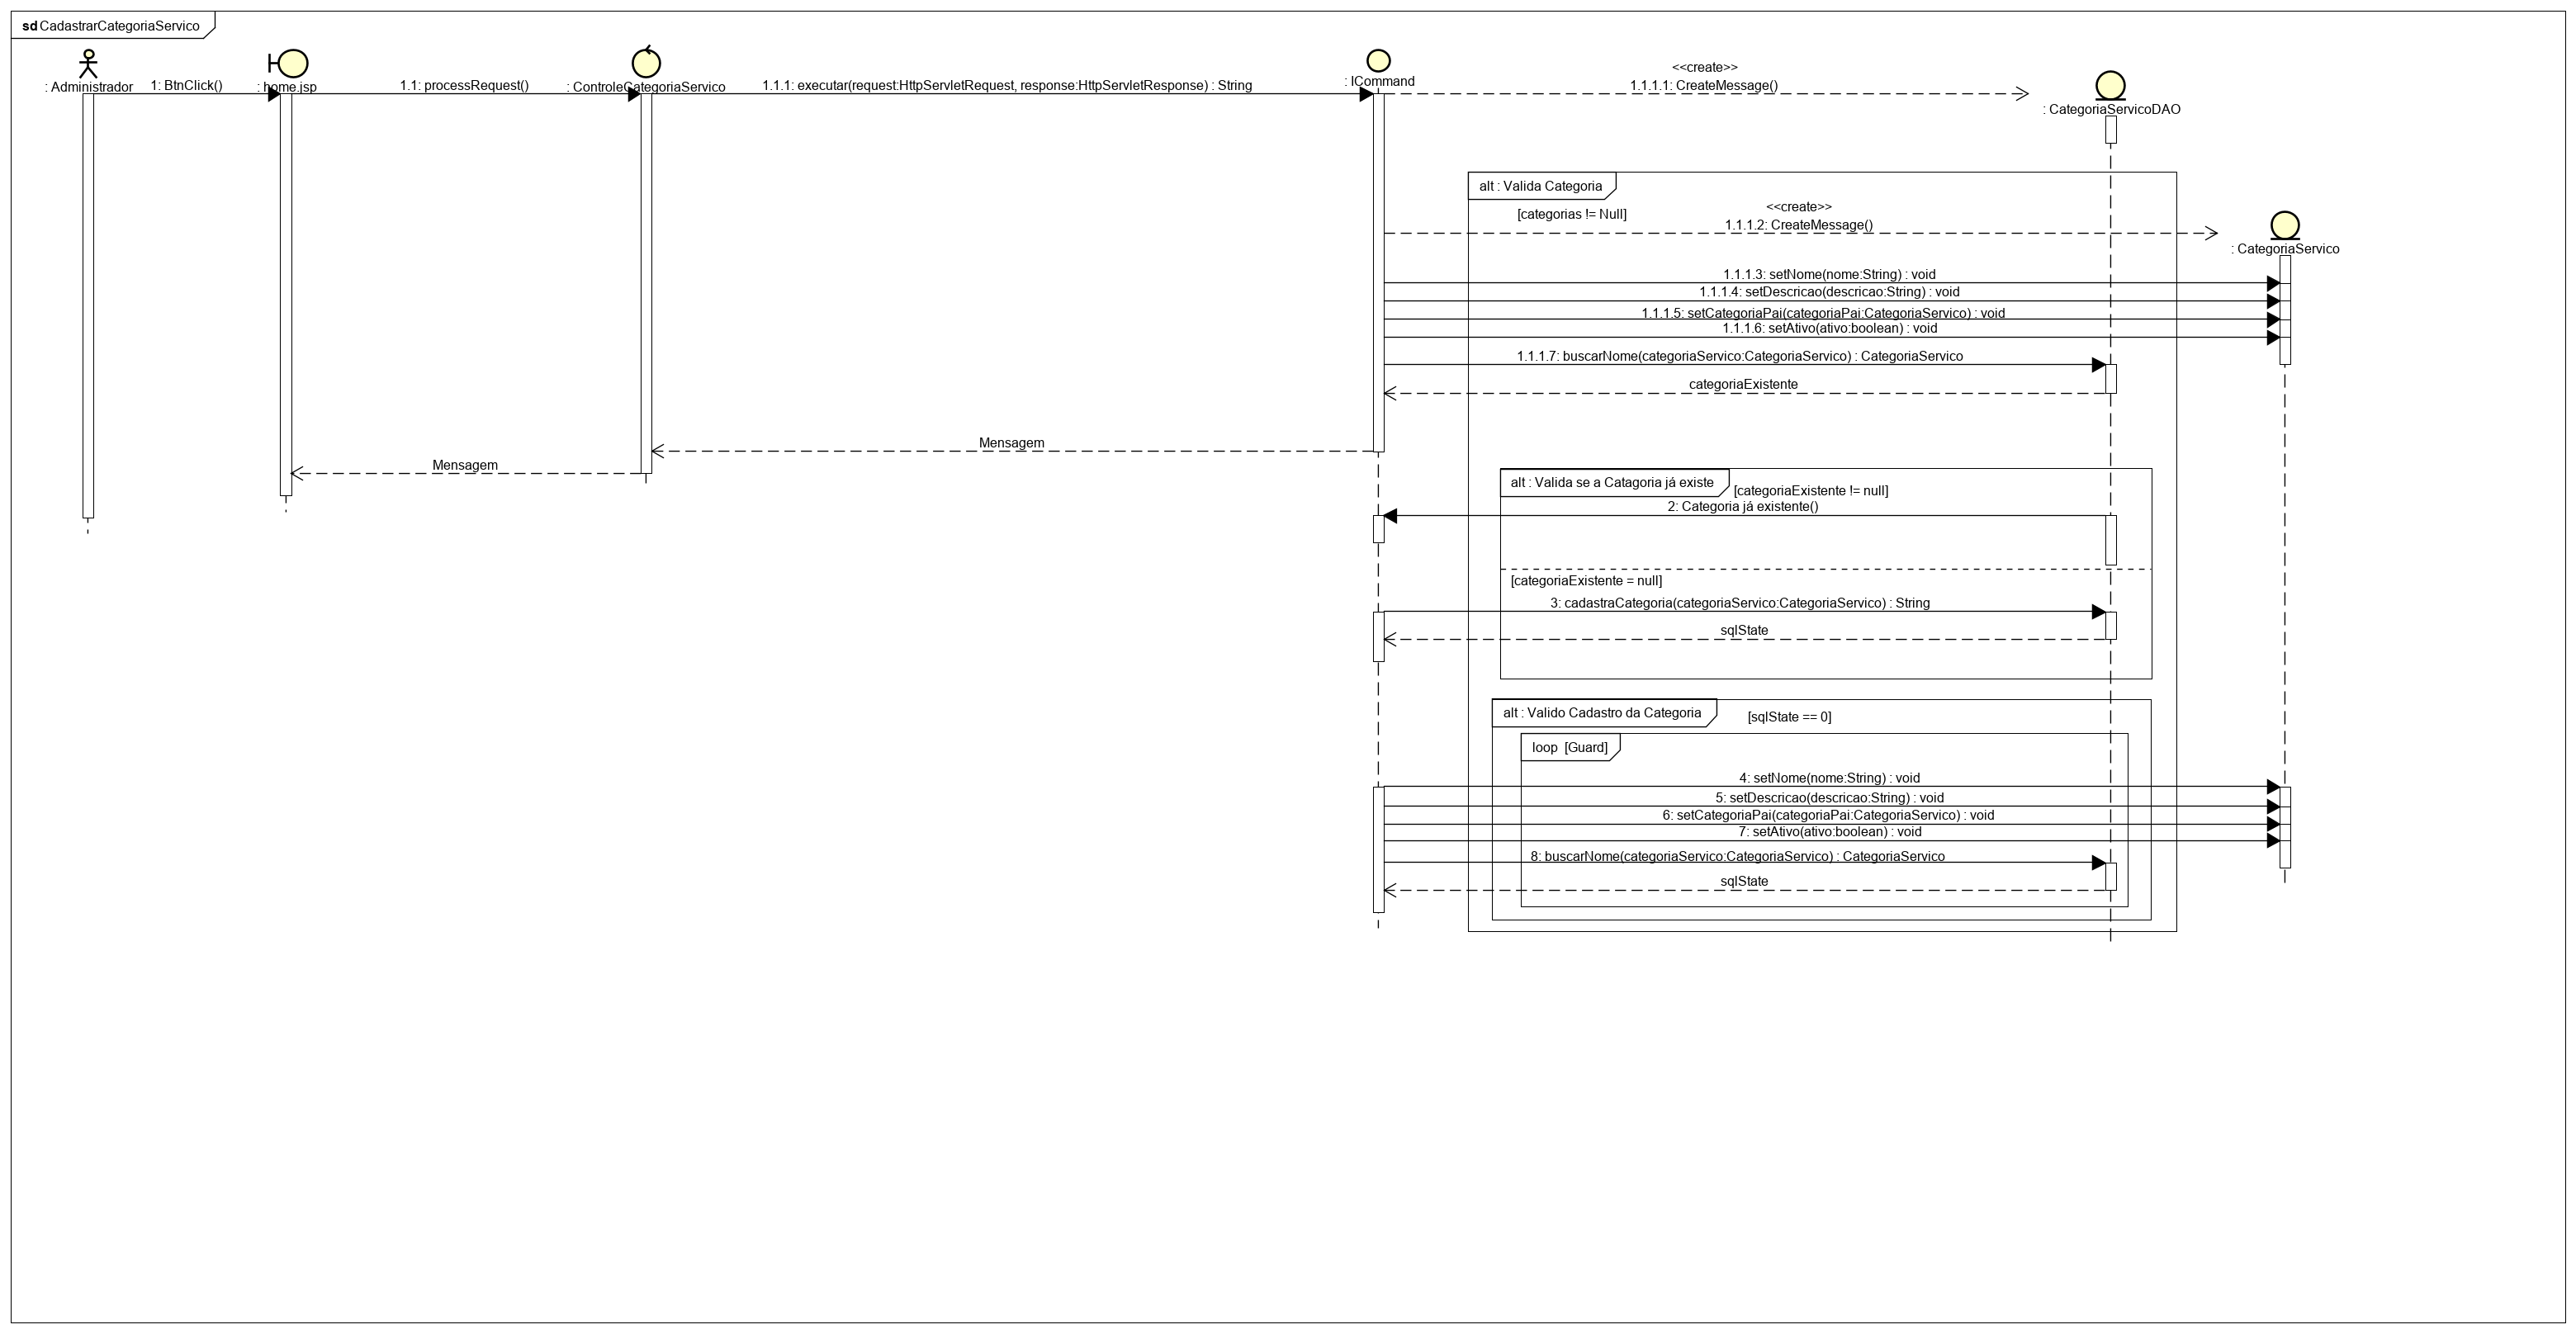 sd CadastrarCategoriaServico
: Administrador
1: BtnClick()
: home.jsp
1.1: processRequest()
: ControleCategoriaServico
1.1.1: executar(request:HttpServletRequest, response:HttpServletResponse) : String
: ICommand
<<create>>
1.1.1.1: CreateMessage()
: CategoriaServicoDAO
alt : Valida Categoria
[categorias != Null]
<<create>>
1.1.1.2: CreateMessage()
: CategoriaServico
1.1.1.3: setNome(nome:String) : void
1.1.1.4: setDescricao(descricao:String) : void
1.1.1.5: setCategoriaPai(categoriaPai:CategoriaServico) : void
1.1.1.6: setAtivo(ativo:boolean) : void
1.1.1.7: buscarNome(categoriaServico:CategoriaServico) : CategoriaServico
categoriaExistente
Mensagem
Mensagem
alt : Valida se a Catagoria já existe
[categoriaExistente != null]
2: Categoria já existente()
[categoriaExistente = null]
3: cadastraCategoria(categoriaServico:CategoriaServico) : String
sqlState
alt : Valido Cadastro da Categoria
[sqlState == 0]
loop [Guard]
4: setNome(nome:String) : void
5: setDescricao(descricao:String) : void
6: setCategoriaPai(categoriaPai:CategoriaServico) : void
7: setAtivo(ativo:boolean) : void
8: buscarNome(categoriaServico:CategoriaServico) : CategoriaServico
sqlState